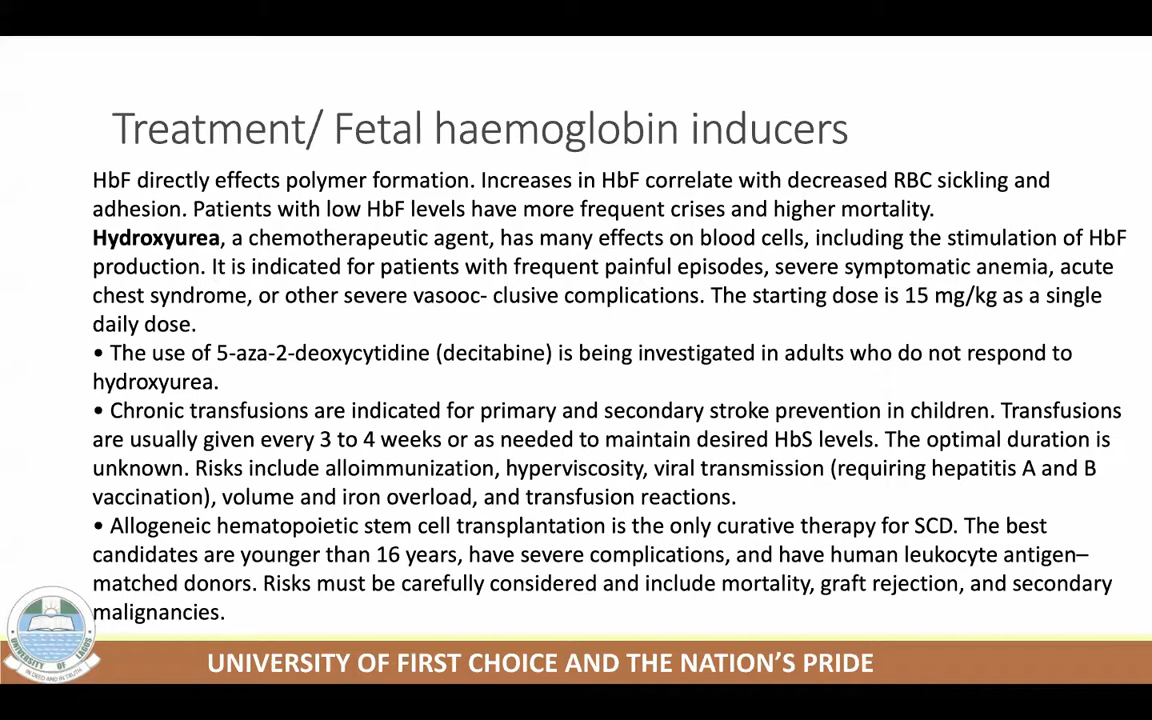 Treatment/ Fetal haemoglobin inducers
HbF directly effects polymer formation. Increases in HbF correlate with decreased RBC sickling and
adhesion. Patients with low HbF levels have more frequent crises and higher mortality.
Hydroxyurea, a chemotherapeutic agent, has many effects on blood cells, including the stimulation of HbF
production. It is indicated for patients with frequent painful episodes, severe symptomatic anemia, acute
chest syndrome, or other severe vasooc- clusive complications. The starting dose is 15 mg/kg as a single
daily dose.
• The use of 5-aza-2-deoxycytidine (decitabine) is being investigated in adults who do not respond to
hydroxyurea.
• Chronic transfusions are indicated for primary and secondary stroke prevention in children. Transfusions
are usually given every 3 to 4 weeks or as needed to maintain desired HbS levels. The optimal duration is
unknown. Risks include alloimmunization, hyperviscosity, viral transmission (requiring hepatitis A and B
vaccination), volume and iron overload, and transfusion reactions.
• Allogeneic hematopoietic stem cell transplantation is the only curative therapy for SCD. The best
candidates are younger than 16 years, have severe complications, and have human leukocyte antigen–
matched donors. Risks must be carefully considered and include mortality, graft rejection, and secondary
malignancies.
UNIVERSITY OF LAGOS
IN DEED AND IN TRUTH
UNIVERSITY OF FIRST CHOICE AND THE NATION'S PRIDE